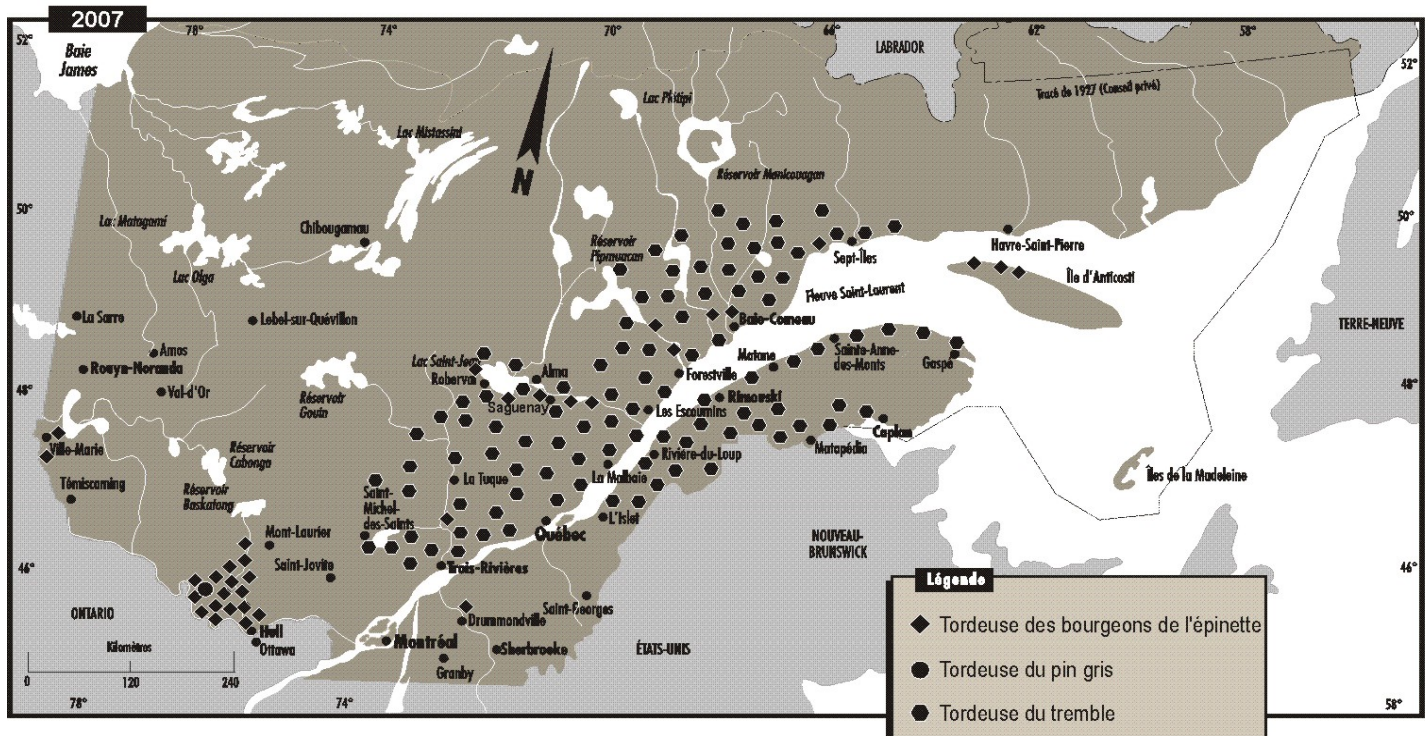 2007
52°
78°
74°
70°
66°
62°
58°
52°
Baie
James
LABRADOR
Tracé de 1927 (Conseil privé)
Lac Plétipi
Lac Mistassini
N
Réservoir Manicouagan
50°
50°
Lac Matagami
Chibougamau
Réservoir
Pipmuacan
Sept-Îles
Havre-Saint-Pierre
Lac Olga
Île d'Anticosti
Fleuve Saint-Laurent
La Sarre
Lebel-sur-Quévillon
Baie-Comeau
TERRE-NEUVE
Amos
Matane
Sainte-Anne-
des-Monts
Gaspé
Rouyn-Noranda
Lac Saint-Jean
Alma
Forestville
Roberval
48°
Val-d'Or
Réservoir
Gouin
Saguenay
Rimouski
48°
Les Escoumins
Ville-Marie
Réservoir
Cabonga
Caplan
Matapédia
Rivière-du-Loup
Témiscaming
Réservoir
Baskatong
La Tuque
La Malbaie
Îles de la Madeleine
Saint-
Michel-
des-Saints
L'Islet
Mont-Laurier
Québec
NOUVEAU-
BRUNSWICK
46°
Saint-Jovite
Trois-Rivières
46°
ONTARIO
Saint-Georges
Drummondville
Hull
Ottawa
Montréal
Sherbrooke
ÉTATS-UNIS
Granby
Kilomètres
0
120
240
78°
74°
58°
Légende
Tordeuse des bourgeons de l'épinette
Tordeuse du pin gris
Tordeuse du tremble